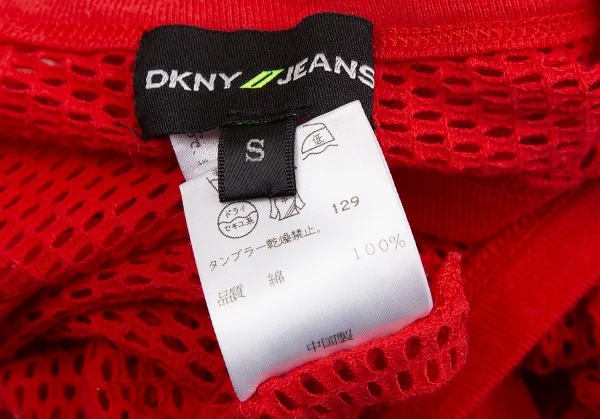 DKNY JEANS
S
低
ドライ
セキユ系
129
タンブラー乾燥禁止。
品質 綿 100%
中国製